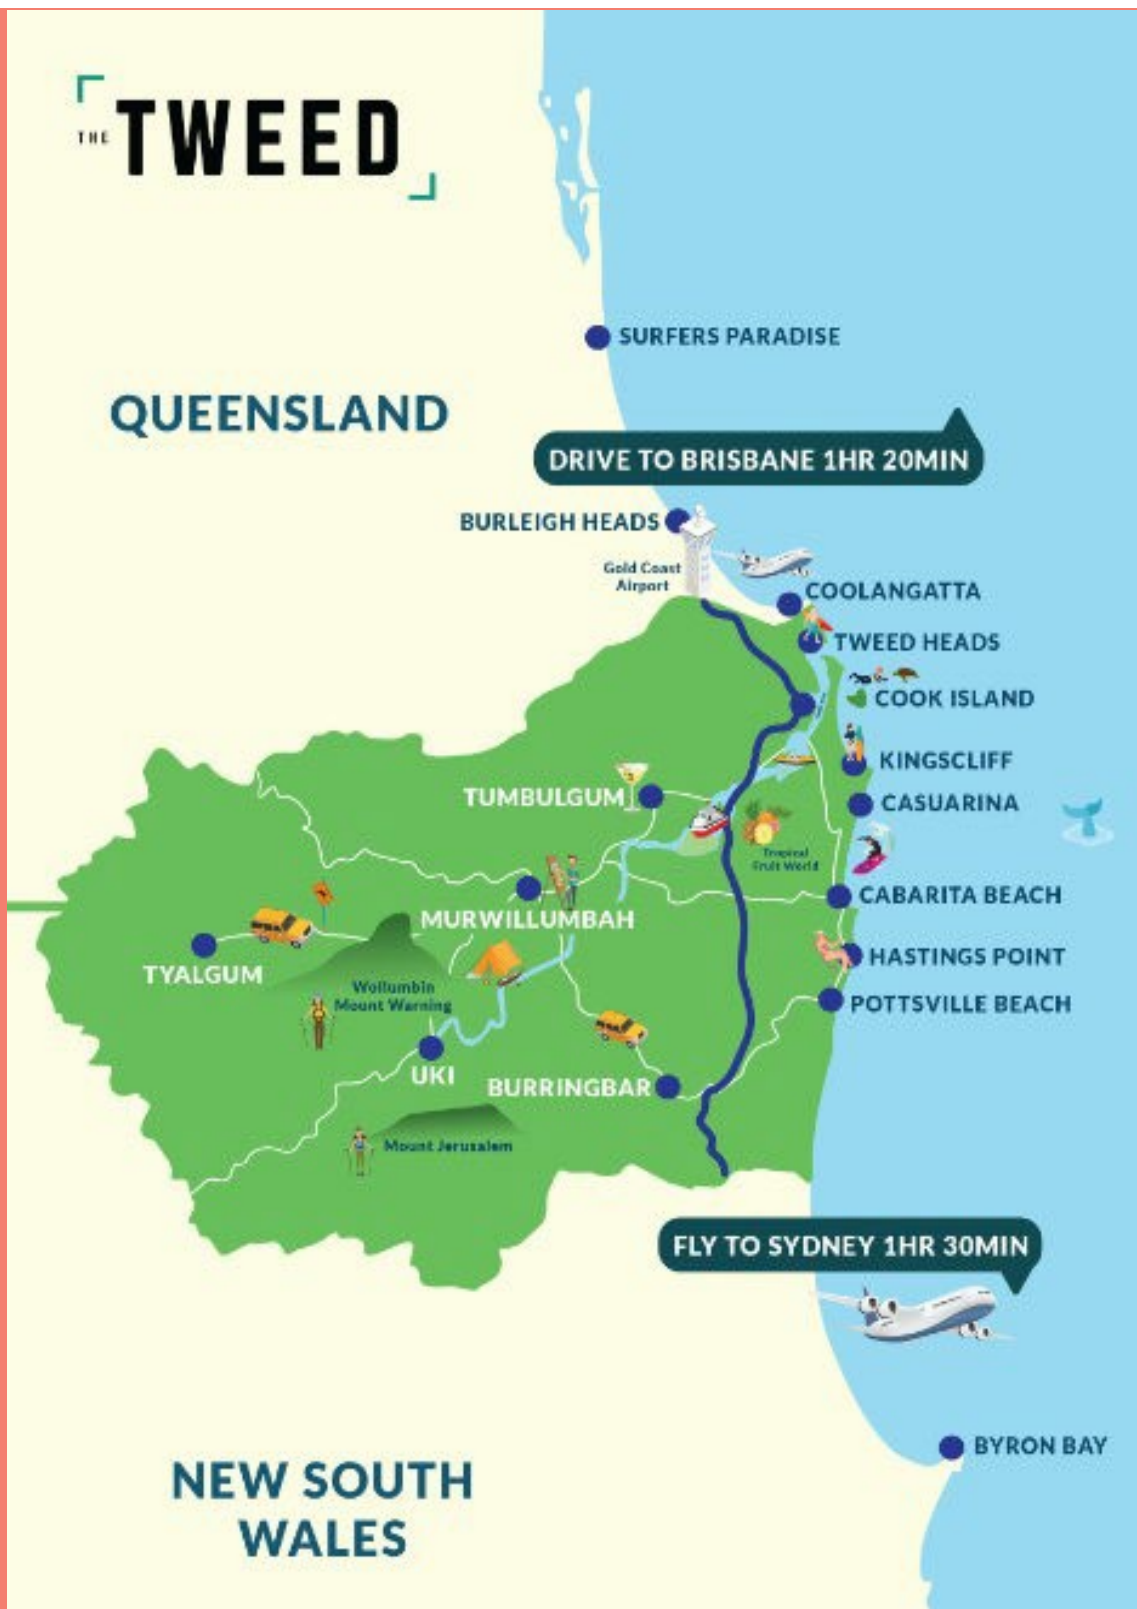 THE TWEED
SURFERS PARADISE
QUEENSLAND
DRIVE TO BRISBANE 1HR 20MIN
BURLEIGH HEADS
Gold Coast
Airport
COOLANGATTA
TWEED HEADS
COOK ISLAND
KINGSCLIFF
TUMBULGUM
CASUARINA
Tropical
Fruit World
CABARITA BEACH
MURWILLUMBAH
HASTINGS POINT
TYALGUM
Wollumbin
Mount Warning
POTTSVILLE BEACH
UKI
BURRINGBAR
Mount Jerusalem
FLY TO SYDNEY 1HR 30MIN
BYRON BAY
NEW SOUTH
WALES